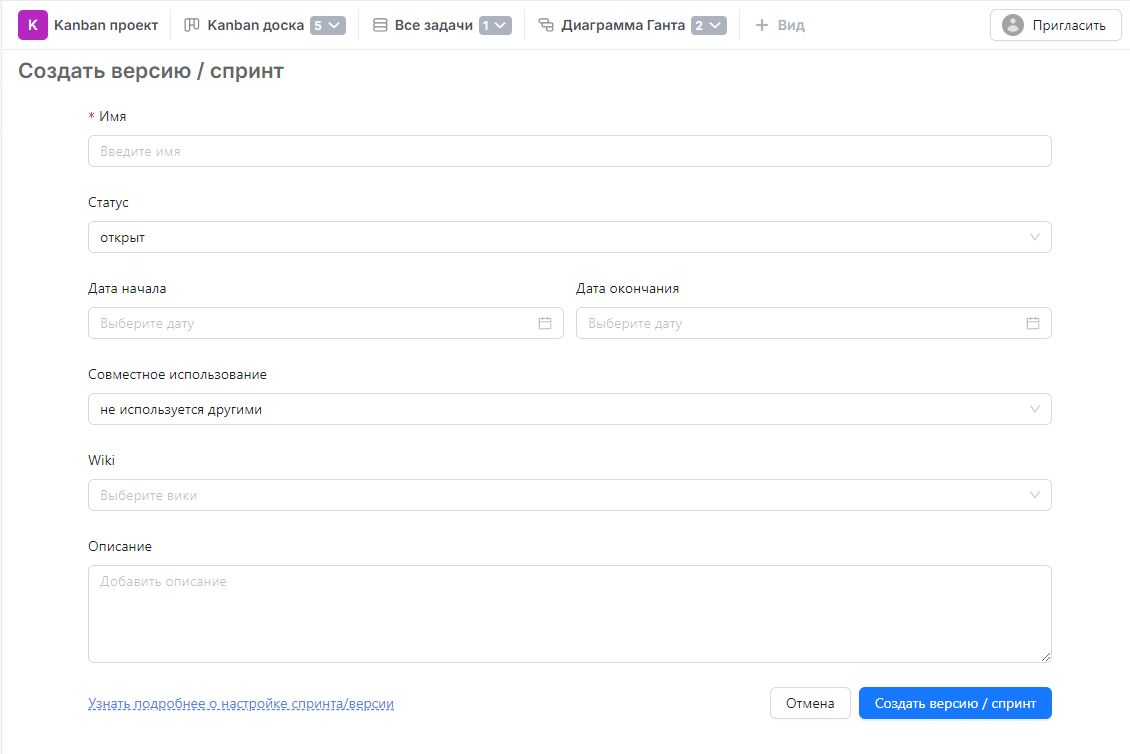 K Kanban проект Kanban доска 5 Все задачи 1 Диаграмма Ганта 2 + Вид Пригласить
Создать версию / спринт
* Имя
Введите имя
Статус
открыт
Дата начала Дата окончания
Выберите дату Выберите дату
Совместное использование
не используется другими
Wiki
Выберите вики
Описание
Добавить описание
Узнать подробнее о настройке спринта/версии Отмена Создать версию / спринт